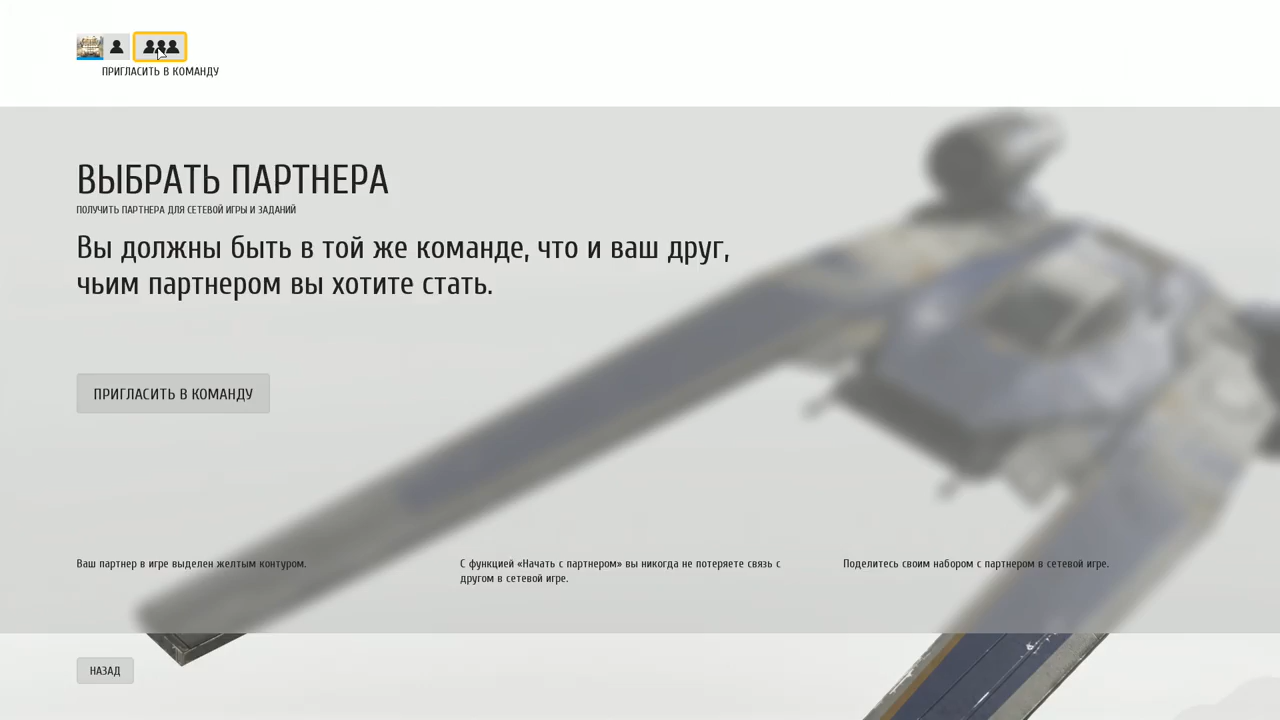 ПРИГЛАСИТЬ В КОМАНДУ
ВЫБРАТЬ ПАРТНЕРА
ПОЛУЧИТЬ ПАРТНЕРА ДЛЯ СЕТЕВОЙ ИГРЫ И ЗАДАНИЙ
Вы должны быть в той же команде, что и ваш друг,
чьим партнером вы хотите стать.
ПРИГЛАСИТЬ В КОМАНДУ
Ваш партнер в игре выделен желтым контуром.
С функцией «Начать с партнером» вы никогда не потеряете связь с
другом в сетевой игре.
Поделитесь своим набором с партнером в сетевой игре.
НАЗАД